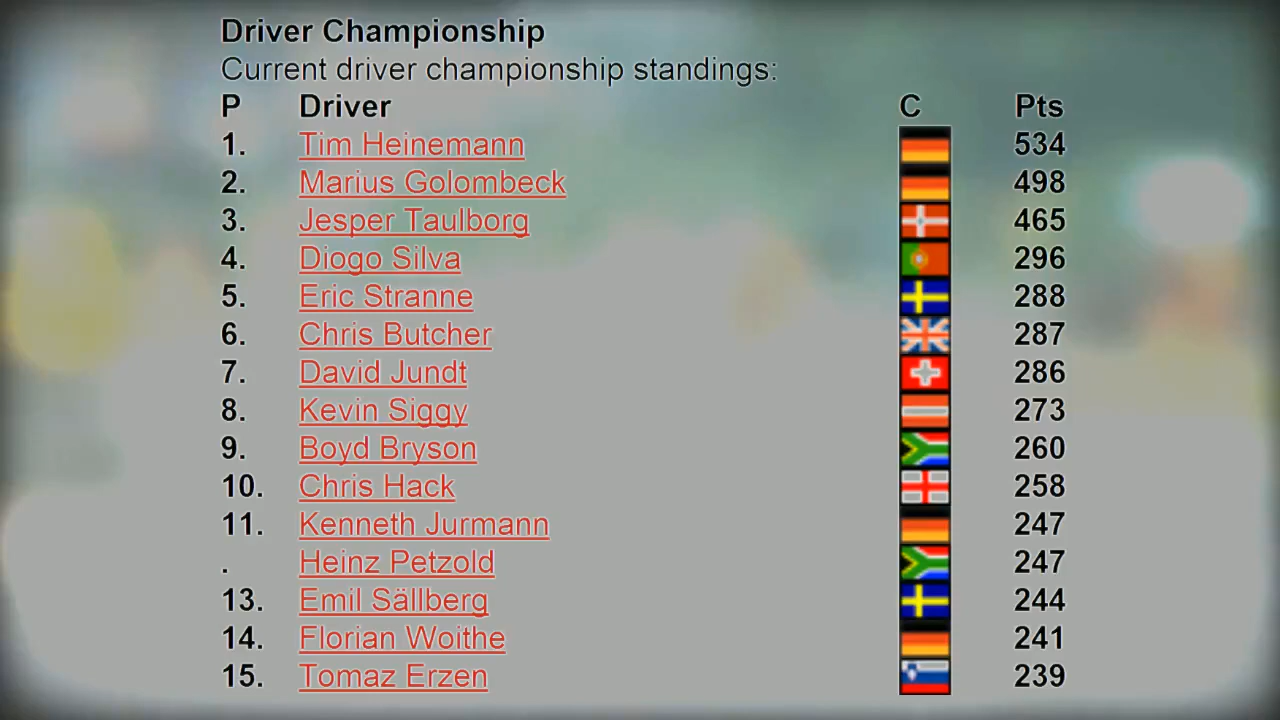 Driver Championship
Current driver championship standings:
P Driver C Pts
1. Tim Heinemann 534
2. Marius Golombeck 498
3. Jesper Taulborg 465
4. Diogo Silva 296
5. Eric Stranne 288
6. Chris Butcher 287
7. David Jundt 286
8. Kevin Siggy 273
9. Boyd Bryson 260
10. Chris Hack 258
11. Kenneth Jurmann 247
. Heinz Petzold 247
13. Emil Sällberg 244
14. Florian Woithe 241
15. Tomaz Erzen 239